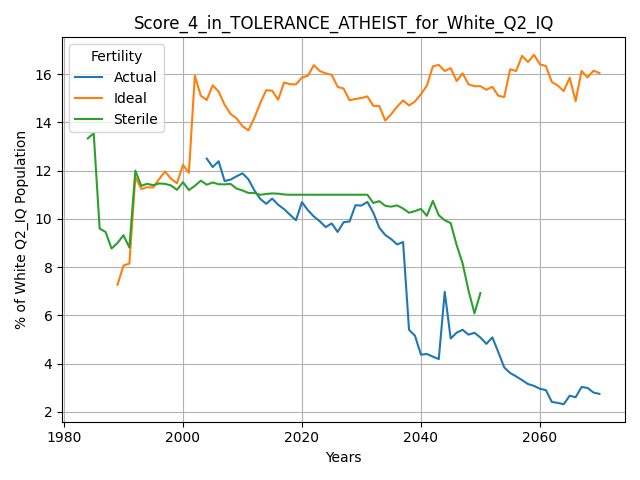 Score_4_in_TOLERANCE_ATHEIST_for_White_Q2_IQ
Fertility
Actual
Ideal
Sterile
% of White Q2_IQ Population
16
14
12
10
8
6
4
2
1980
2000
2020
2040
2060
Years